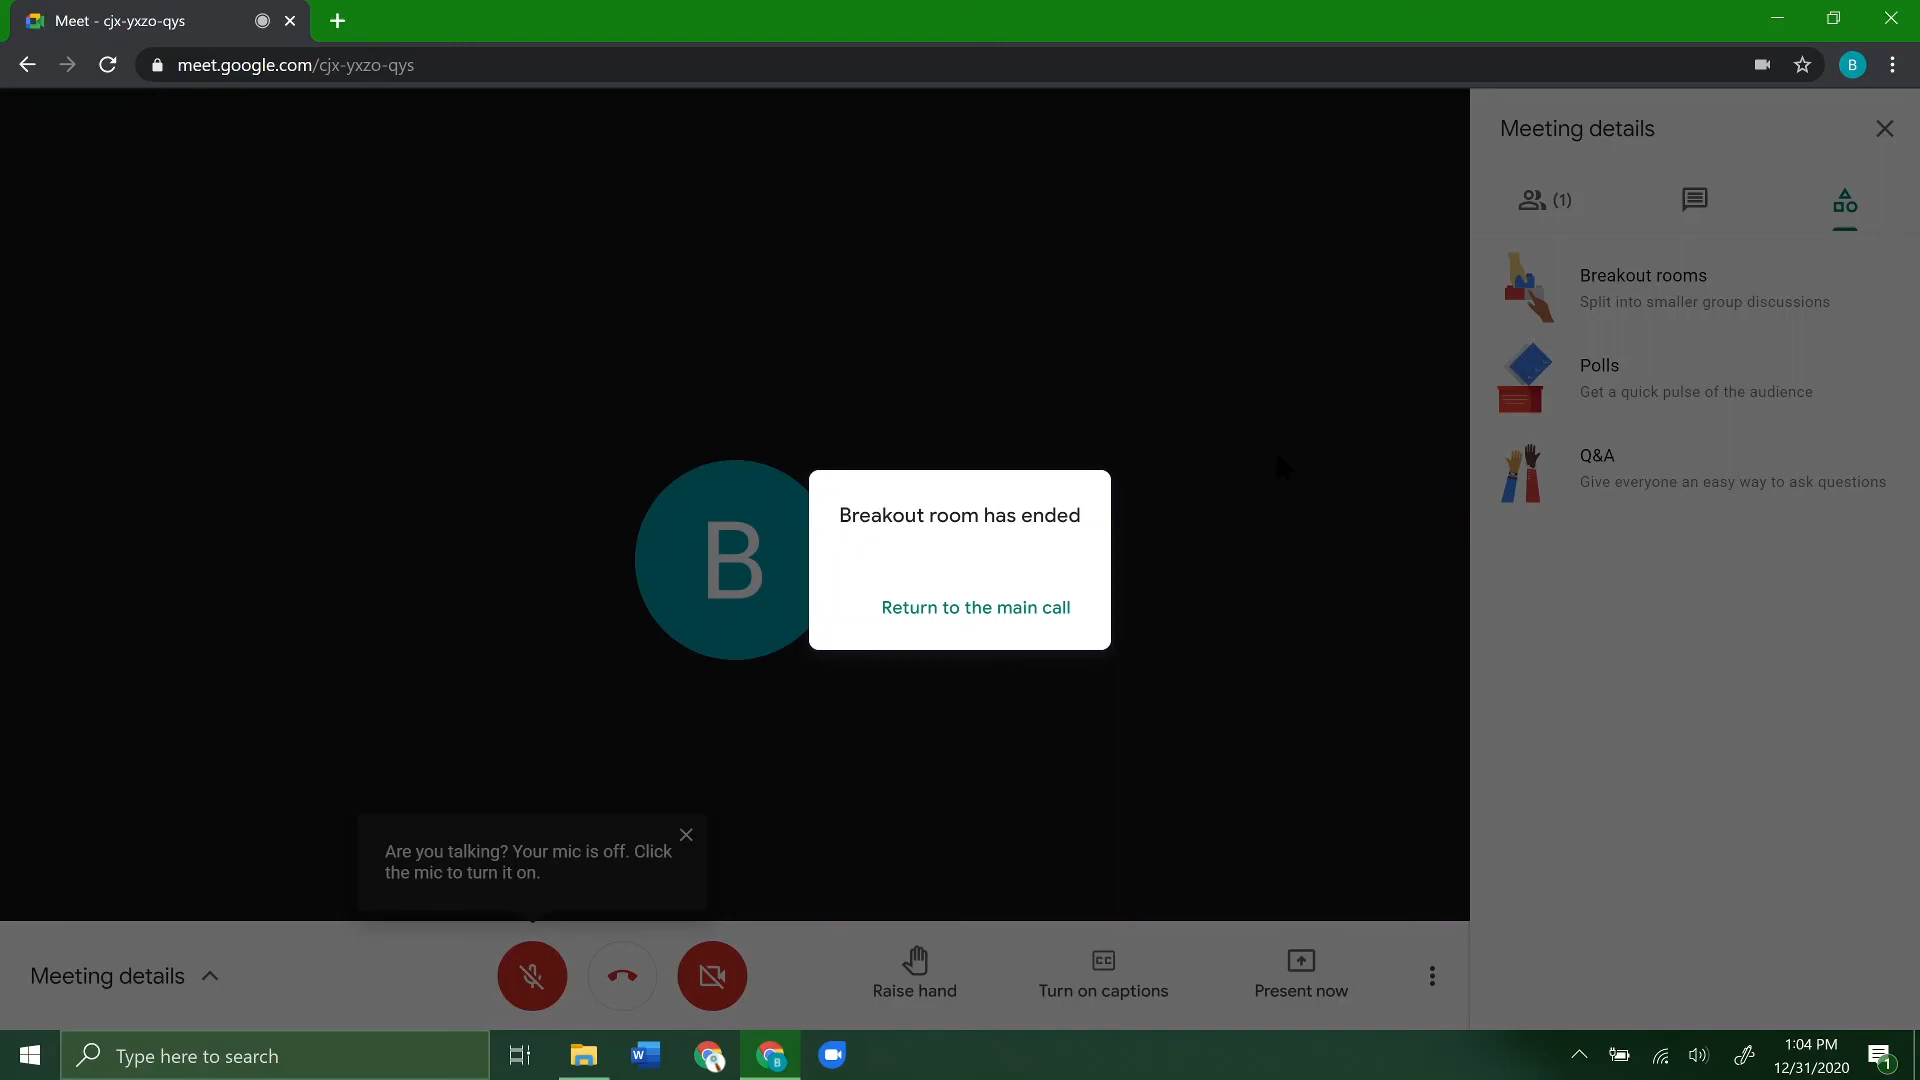 Meet - cjx-yxzo-qys
meet.google.com/cjx-yxzo-qys
B
Meeting details
(1)
Breakout rooms
Split into smaller group discussions
Polls
Get a quick pulse of the audience
Q&A
Give everyone an easy way to ask questions
B
Breakout room has ended
Return to the main call
Are you talking? Your mic is off. Click
the mic to turn it on.
Meeting details
Raise hand
CC
Turn on captions
Present now
Type here to search
W
B
1:04 PM
12/31/2020
1